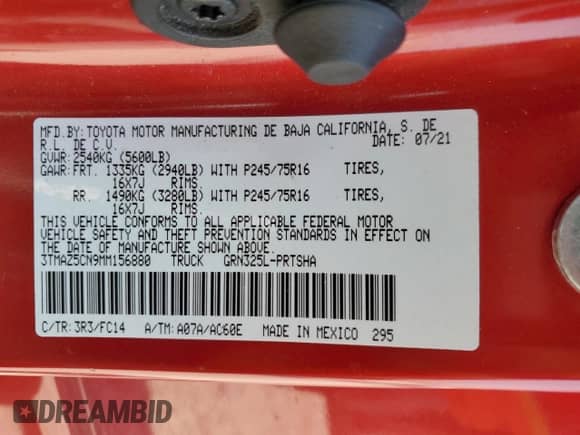 MFD.BY:TOYOTA MOTOR MANUFACTURING DE BAJA CALIFORNIA, S. DE
R.L. DE C.V. DATE: 07/21
GVWR:2540KG (5600LB)
GAWR:FRT. 1335KG (2940LB) WITH P245/75R16 TIRES,
16X7J RIMS.
RR. 1490KG (3280LB) WITH P245/75R16 TIRES,
16X7J RIMS.
THIS VEHICLE CONFORMS TO ALL APPLICABLE FEDERAL MOTOR
VEHICLE SAFETY AND THEFT PREVENTION STANDARDS IN EFFECT ON
THE DATE OF MANUFACTURE SHOWN ABOVE.
3TMAZ5CN9MM156880 TRUCK GRN325L-PRTSHA
C/TR:3R3/FC14 A/TM:A07A/AC60E MADE IN MEXICO 295
DREAMBID